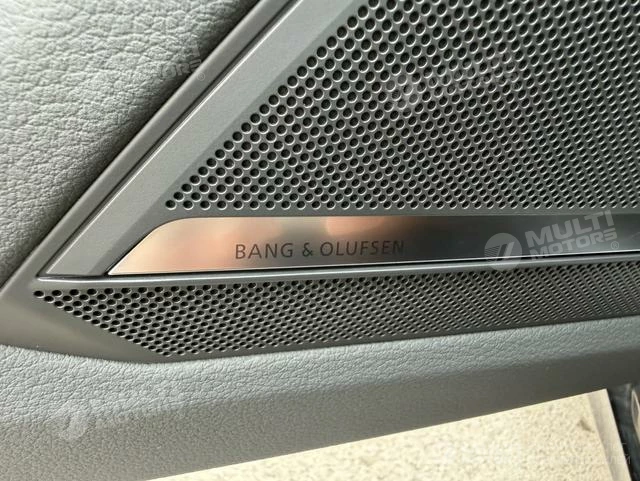 BANG & OLUFSEN
MULTI
MOTORS®